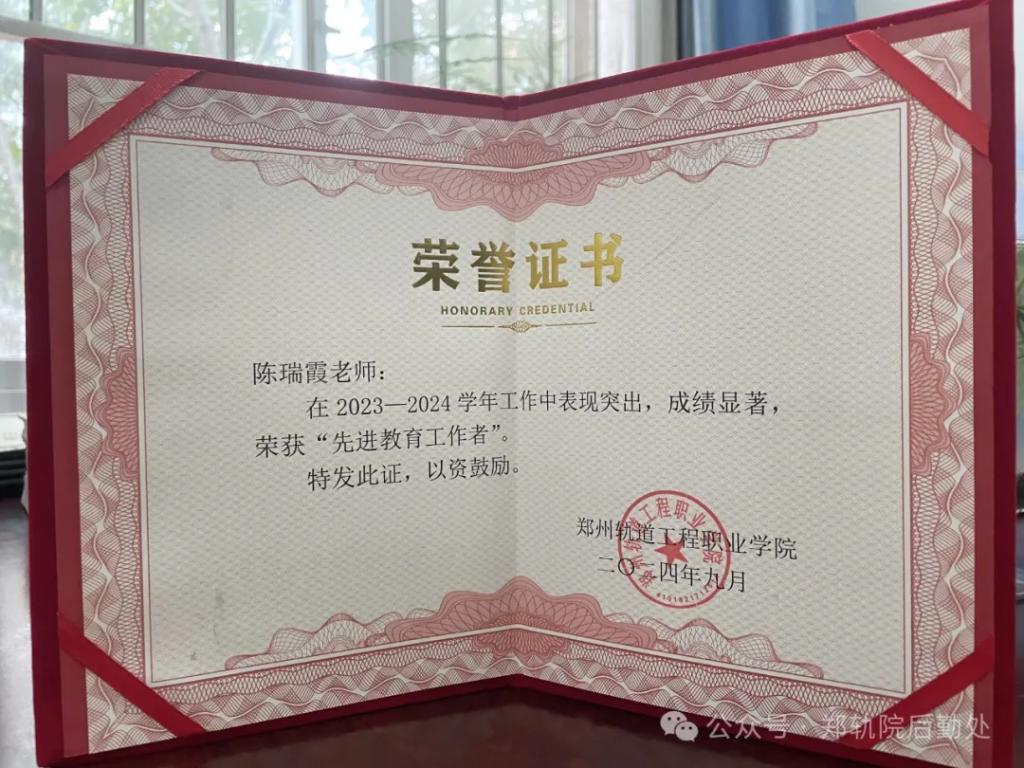 荣誉证书
HONORARY CREDENTIAL
陈瑞霞老师：
在 2023—2024 学年工作中表现突出，成绩显著，
荣获“先进教育工作者”。
特发此证，以资鼓励。
郑州轨道工程职业学院
二〇二四年九月
公众号 · 郑轨院后勤处